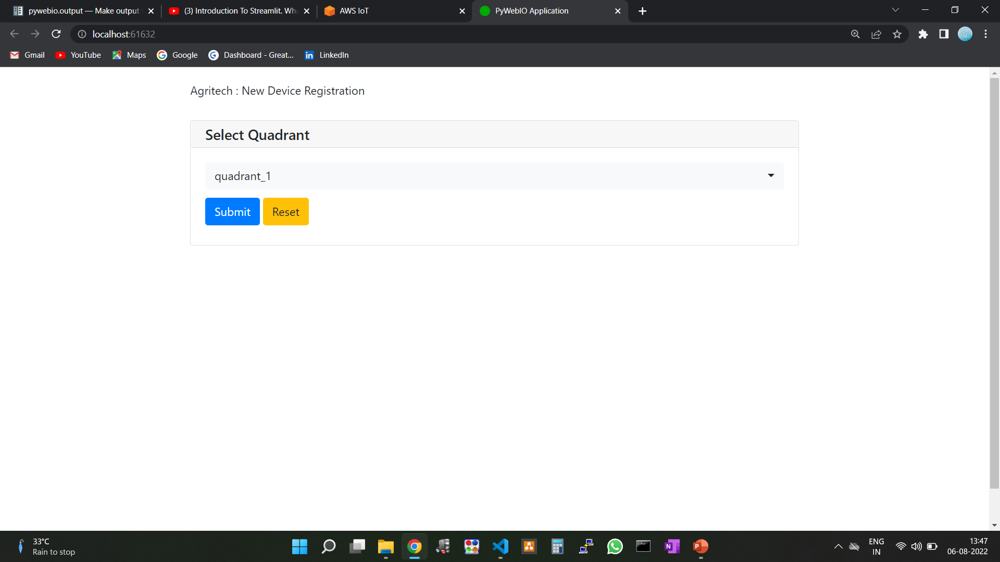 pywebio.output — Make output
(3) Introduction To Streamlit. Wha
AWS IoT
PyWebIO Application
localhost:61632
Gmail
YouTube
Maps
Google
Dashboard - Great...
LinkedIn
Agritech : New Device Registration
Select Quadrant
quadrant_1
Submit
Reset
33°C
Rain to stop
ENG
IN
13:47
06-08-2022